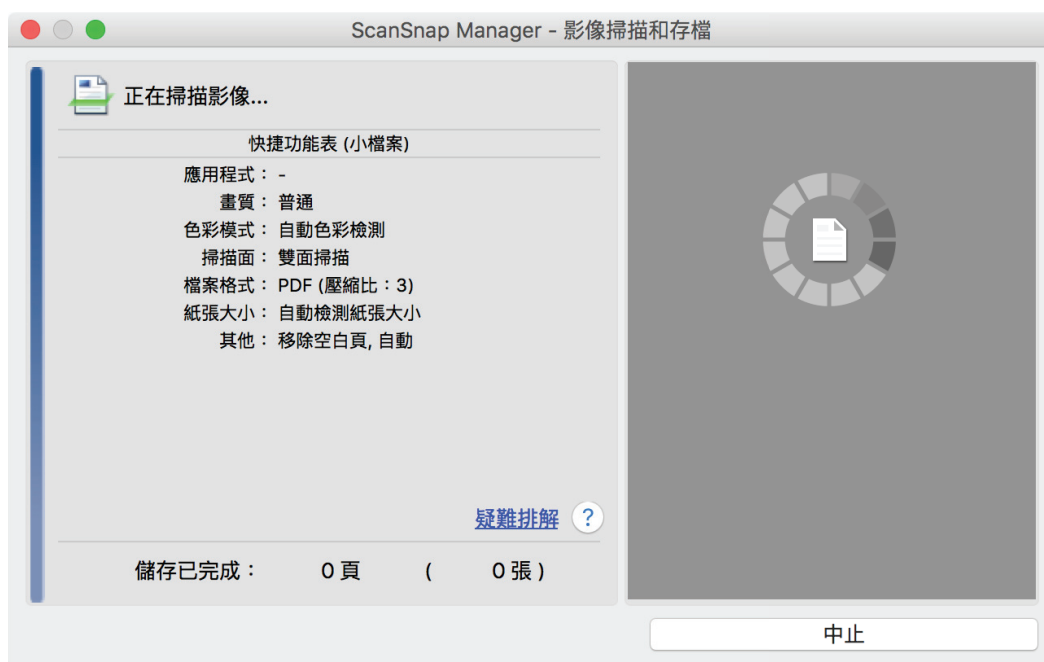 ScanSnap Manager - 影像掃描和存檔
正在掃描影像...
快捷功能表 (小檔案)
應用程式： -
畫質： 普通
色彩模式： 自動色彩檢測
掃描面： 雙面掃描
檔案格式： PDF (壓縮比：3)
紙張大小： 自動檢測紙張大小
其他： 移除空白頁, 自動
疑難排解 ?
儲存已完成： 0 頁 ( 0 張 )
中止